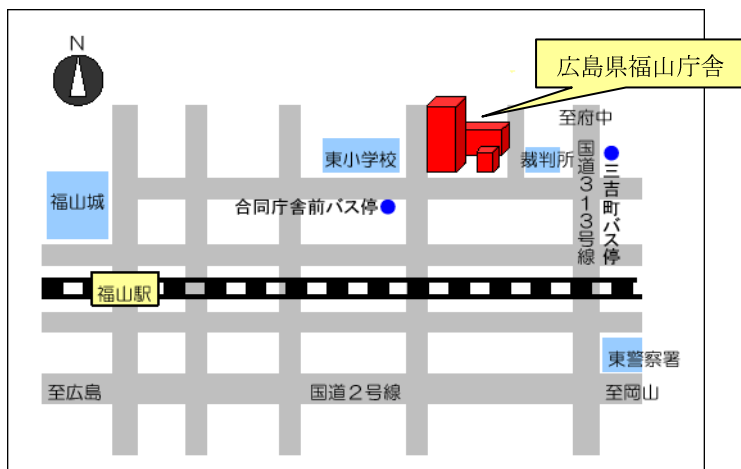 N
広島県福山庁舎
至府中
東小学校
裁判所
国道313号線
三吉町バス停
福山城
合同庁舎前バス停
福山駅
東警察署
至広島
国道2号線
至岡山